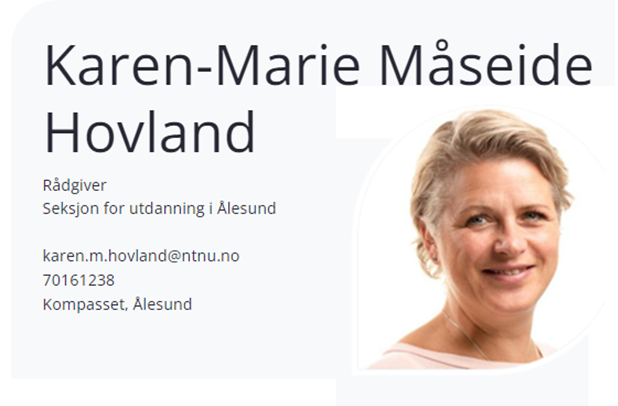 Karen-Marie Måseide
Hovland
Rådgiver
Seksjon for utdanning i Ålesund
karen.m.hovland@ntnu.no
70161238
Kompasset, Ålesund